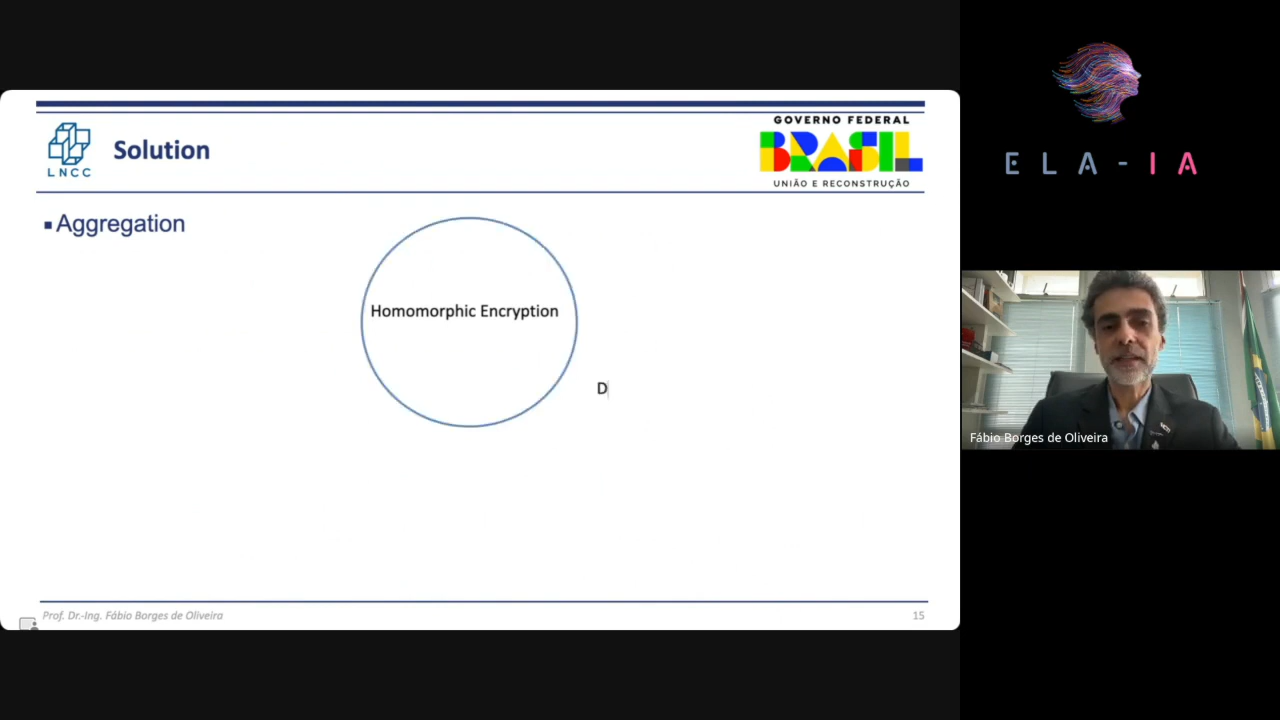 GOVERNO FEDERAL
BRASIL
UNIÃO E RECONSTRUÇÃO
LNCC
Solution
▪ Aggregation
Homomorphic Encryption
D
Prof. Dr.-Ing. Fábio Borges de Oliveira
15
ELA-IA
Fábio Borges de Oliveira